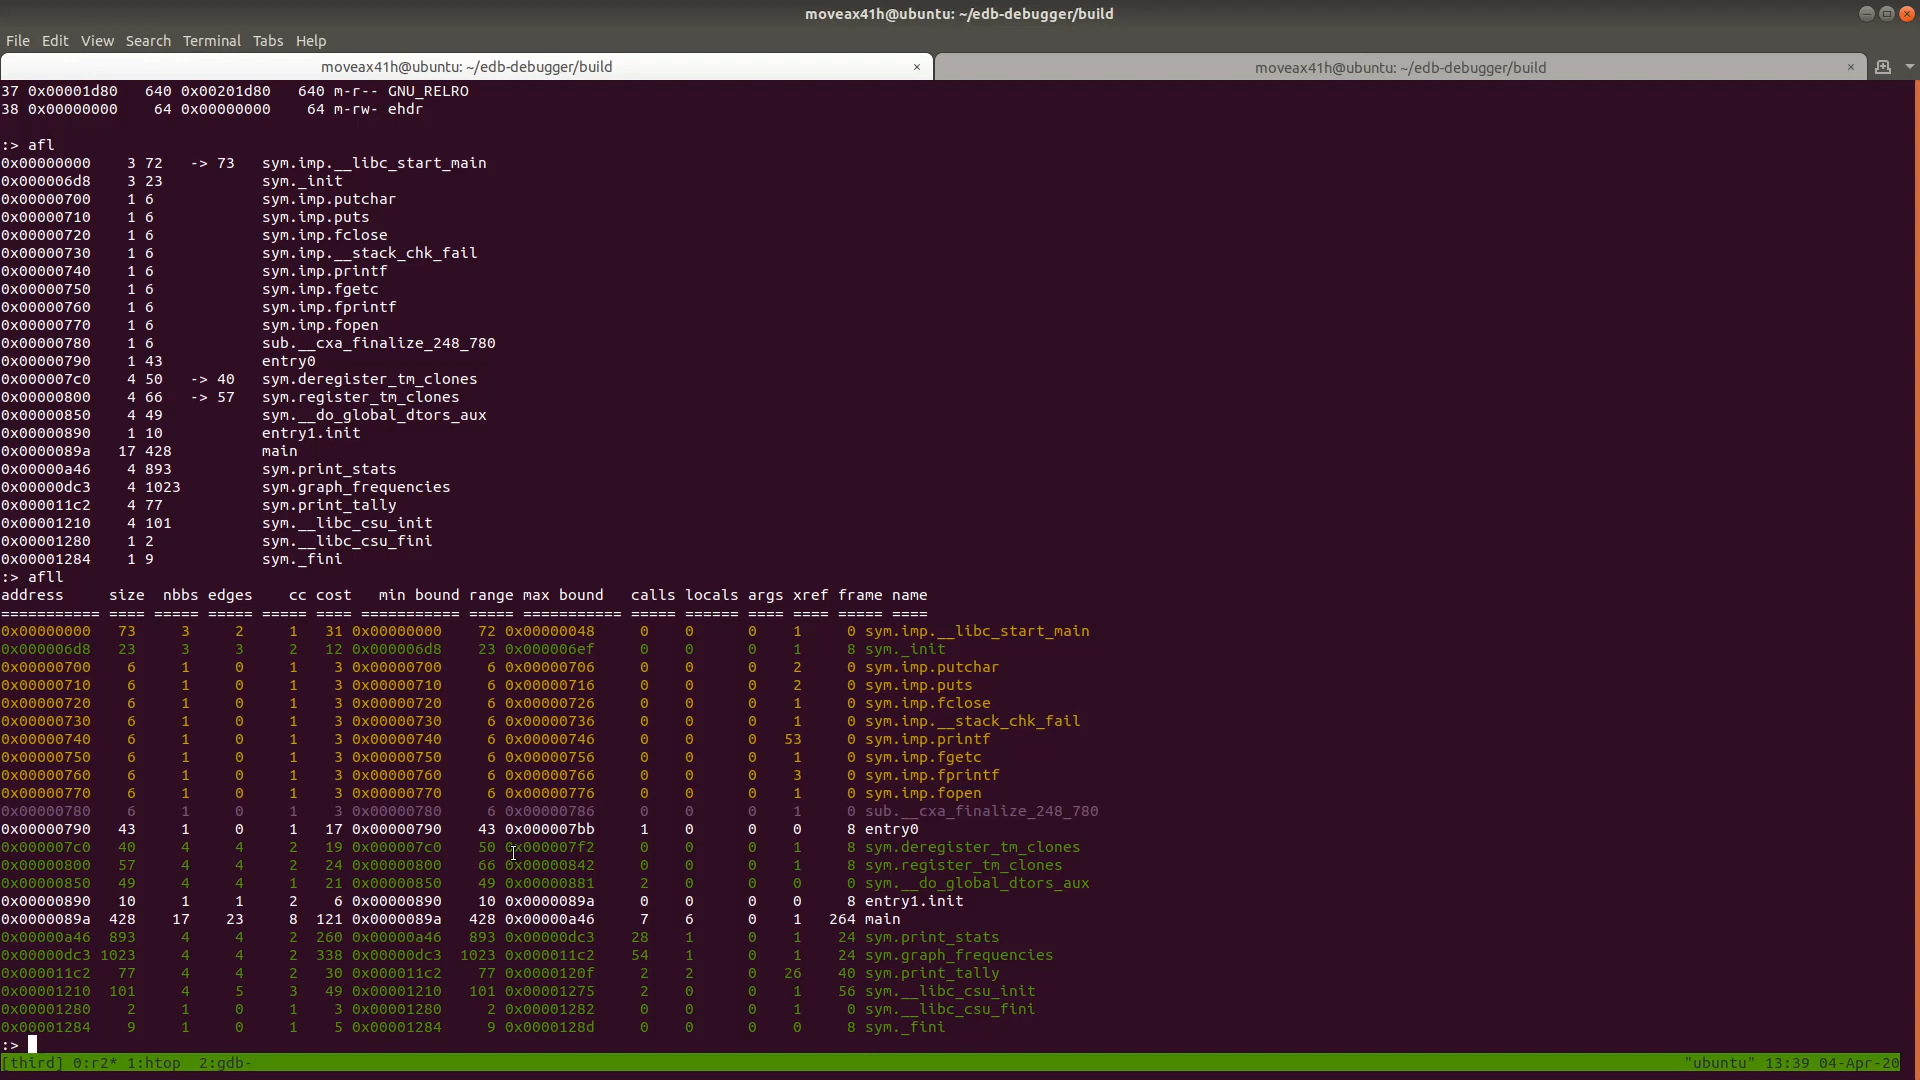 moveax41h@ubuntu: ~/edb-debugger/build
File Edit View Search Terminal Tabs Help
moveax41h@ubuntu: ~/edb-debugger/build × moveax41h@ubuntu: ~/edb-debugger/build ×
37 0x00001d80   640 0x00201d80   640 m-r-- GNU_RELRO
38 0x00000000    64 0x00000000    64 m-rw- ehdr
:> afl
0x00000000    3 72   -> 73   sym.imp.__libc_start_main
0x000006d8    3 23           sym._init
0x00000700    1 6            sym.imp.putchar
0x00000710    1 6            sym.imp.puts
0x00000720    1 6            sym.imp.fclose
0x00000730    1 6            sym.imp.__stack_chk_fail
0x00000740    1 6            sym.imp.printf
0x00000750    1 6            sym.imp.fgetc
0x00000760    1 6            sym.imp.fprintf
0x00000770    1 6            sym.imp.fopen
0x00000780    1 6            sub.__cxa_finalize_248_780
0x00000790    1 43           entry0
0x000007c0    4 50   -> 40   sym.deregister_tm_clones
0x00000800    4 66   -> 57   sym.register_tm_clones
0x00000850    4 49           sym.__do_global_dtors_aux
0x00000890    1 10           entry1.init
0x0000089a   17 428          main
0x00000a46    4 893          sym.print_stats
0x00000dc3    4 1023         sym.graph_frequencies
0x000011c2    4 77           sym.print_tally
0x00001210    4 101          sym.__libc_csu_init
0x00001280    1 2            sym.__libc_csu_fini
0x00001284    1 9            sym._fini
:> afll
address     size  nbbs edges    cc cost   min bound range max bound   calls locals args xref frame name
=========== ==== ===== ===== ===== ==== =========== ===== =========== ===== ====== ==== ==== ===== ====
0x00000000   73     3     2     1   31 0x00000000    72 0x00000048     0    0      0    1     0 sym.imp.__libc_start_main
0x000006d8   23     3     3     2   12 0x000006d8    23 0x000006ef     0    0      0    1     8 sym._init
0x00000700    6     1     0     1    3 0x00000700     6 0x00000706     0    0      0    2     0 sym.imp.putchar
0x00000710    6     1     0     1    3 0x00000710     6 0x00000716     0    0      0    2     0 sym.imp.puts
0x00000720    6     1     0     1    3 0x00000720     6 0x00000726     0    0      0    1     0 sym.imp.fclose
0x00000730    6     1     0     1    3 0x00000730     6 0x00000736     0    0      0    1     0 sym.imp.__stack_chk_fail
0x00000740    6     1     0     1    3 0x00000740     6 0x00000746     0    0      0   53     0 sym.imp.printf
0x00000750    6     1     0     1    3 0x00000750     6 0x00000756     0    0      0    1     0 sym.imp.fgetc
0x00000760    6     1     0     1    3 0x00000760     6 0x00000766     0    0      0    3     0 sym.imp.fprintf
0x00000770    6     1     0     1    3 0x00000770     6 0x00000776     0    0      0    1     0 sym.imp.fopen
0x00000780    6     1     0     1    3 0x00000780     6 0x00000786     0    0      0    1     0 sub.__cxa_finalize_248_780
0x00000790   43     1     0     1   17 0x00000790    43 0x000007bb     1    0      0    0     8 entry0
0x000007c0   40     4     4     2   19 0x000007c0    50 0x000007f2     0    0      0    1     8 sym.deregister_tm_clones
0x00000800   57     4     4     2   24 0x00000800    66 0x00000842     0    0      0    1     8 sym.register_tm_clones
0x00000850   49     4     4     1   21 0x00000850    49 0x00000881     2    0      0    0     0 sym.__do_global_dtors_aux
0x00000890   10     1     1     2    6 0x00000890    10 0x0000089a     0    0      0    0     8 entry1.init
0x0000089a  428    17    23     8  121 0x0000089a   428 0x00000a46     7    6      0    1   264 main
0x00000a46  893     4     4     2  260 0x00000a46   893 0x00000dc3    28    1      0    1    24 sym.print_stats
0x00000dc3 1023     4     4     2  338 0x00000dc3  1023 0x000011c2    54    1      0    1    24 sym.graph_frequencies
0x000011c2   77     4     4     2   30 0x000011c2    77 0x0000120f     2    2      0   26    40 sym.print_tally
0x00001210  101     4     5     3   49 0x00001210   101 0x00001275     2    0      0    1    56 sym.__libc_csu_init
0x00001280    2     1     0     1    3 0x00001280     2 0x00001282     0    0      0    1     0 sym.__libc_csu_fini
0x00001284    9     1     0     1    5 0x00001284     9 0x0000128d     0    0      0    0     8 sym._fini
:>
[third] 0:r2* 1:htop  2:gdb- "ubuntu" 13:39 04-Apr-20